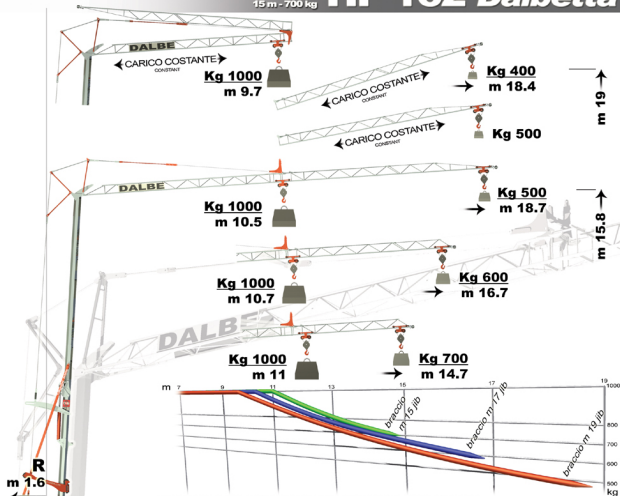 15 m - 700 kg HP 162 Dalbetta
DALBE
CARICO COSTANTE
CONSTANT
Kg 1000
m 9.7
CARICO COSTANTE
CONSTANT
Kg 400
m 18.4
m 19
CARICO COSTANTE
CONSTANT
Kg 500
DALBE
Kg 1000
m 10.5
Kg 500
m 18.7
m 15.8
Kg 1000
m 10.7
Kg 600
m 16.7
DALBE
Kg 1000
m 11
Kg 700
m 14.7
m 7 9 11 13 15 17 19
1000
800
700
600
500
kg
braccio m 15 jib
braccio m 17 jib
braccio m 19 jib
R
m 1.6